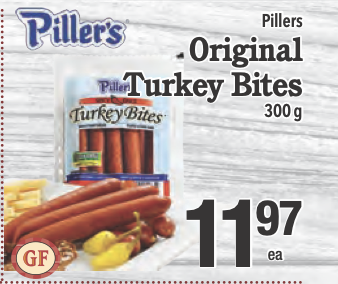 Piller's
Pillers
Original
Turkey Bites
300 g
Piller's
Turkey Bites
GF
11 97
ea